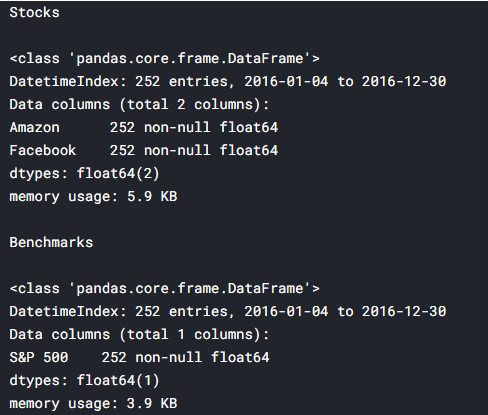 Stocks
<class 'pandas.core.frame.DataFrame'>
DatetimeIndex: 252 entries, 2016-01-04 to 2016-12-30
Data columns (total 2 columns):
Amazon      252 non-null float64
Facebook    252 non-null float64
dtypes: float64(2)
memory usage: 5.9 KB
Benchmarks
<class 'pandas.core.frame.DataFrame'>
DatetimeIndex: 252 entries, 2016-01-04 to 2016-12-30
Data columns (total 1 columns):
S&P 500    252 non-null float64
dtypes: float64(1)
memory usage: 3.9 KB